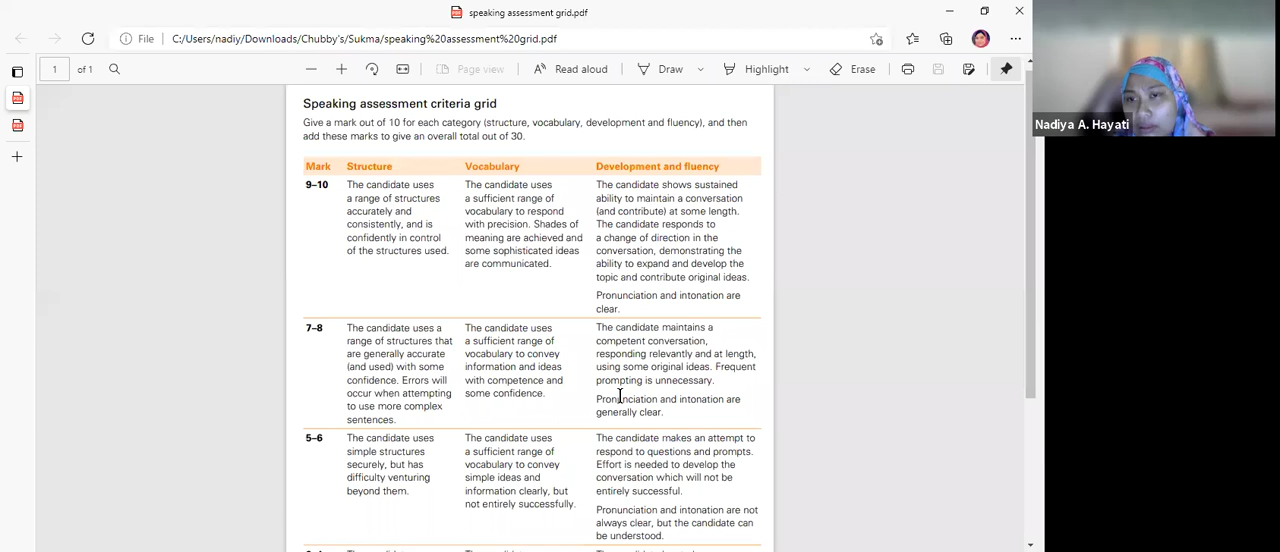 speaking assessment grid.pdf
File
C:/Users/nadiy/Downloads/Chubby's/Sukma/speaking%20assessment%20grid.pdf
1 of 1
Page view
Read aloud
Draw
Highlight
Erase
Nadiya A. Hayati
Speaking assessment criteria grid
Give a mark out of 10 for each category (structure, vocabulary, development and fluency), and then
add these marks to give an overall total out of 30.
Mark Structure Vocabulary Development and fluency
9–10
The candidate uses
a range of structures
accurately and
consistently, and is
confidently in control
of the structures used.
The candidate uses
a sufficient range of
vocabulary to respond
with precision. Shades of
meaning are achieved and
some sophisticated ideas
are communicated.
The candidate shows sustained
ability to maintain a conversation
(and contribute) at some length.
The candidate responds to
a change of direction in the
conversation, demonstrating the
ability to expand and develop the
topic and contribute original ideas.
Pronunciation and intonation are
clear.
7–8
The candidate uses a
range of structures that
are generally accurate
(and used) with some
confidence. Errors will
occur when attempting
to use more complex
sentences.
The candidate uses
a sufficient range of
vocabulary to convey
information and ideas
with competence and
some confidence.
The candidate maintains a
competent conversation,
responding relevantly and at length,
using some original ideas. Frequent
prompting is unnecessary.
Pronunciation and intonation are
generally clear.
5–6
The candidate uses
simple structures
securely, but has
difficulty venturing
beyond them.
The candidate uses
a sufficient range of
vocabulary to convey
simple ideas and
information clearly, but
not entirely successfully.
The candidate makes an attempt to
respond to questions and prompts.
Effort is needed to develop the
conversation which will not be
entirely successful.
Pronunciation and intonation are not
always clear, but the candidate can
be understood.